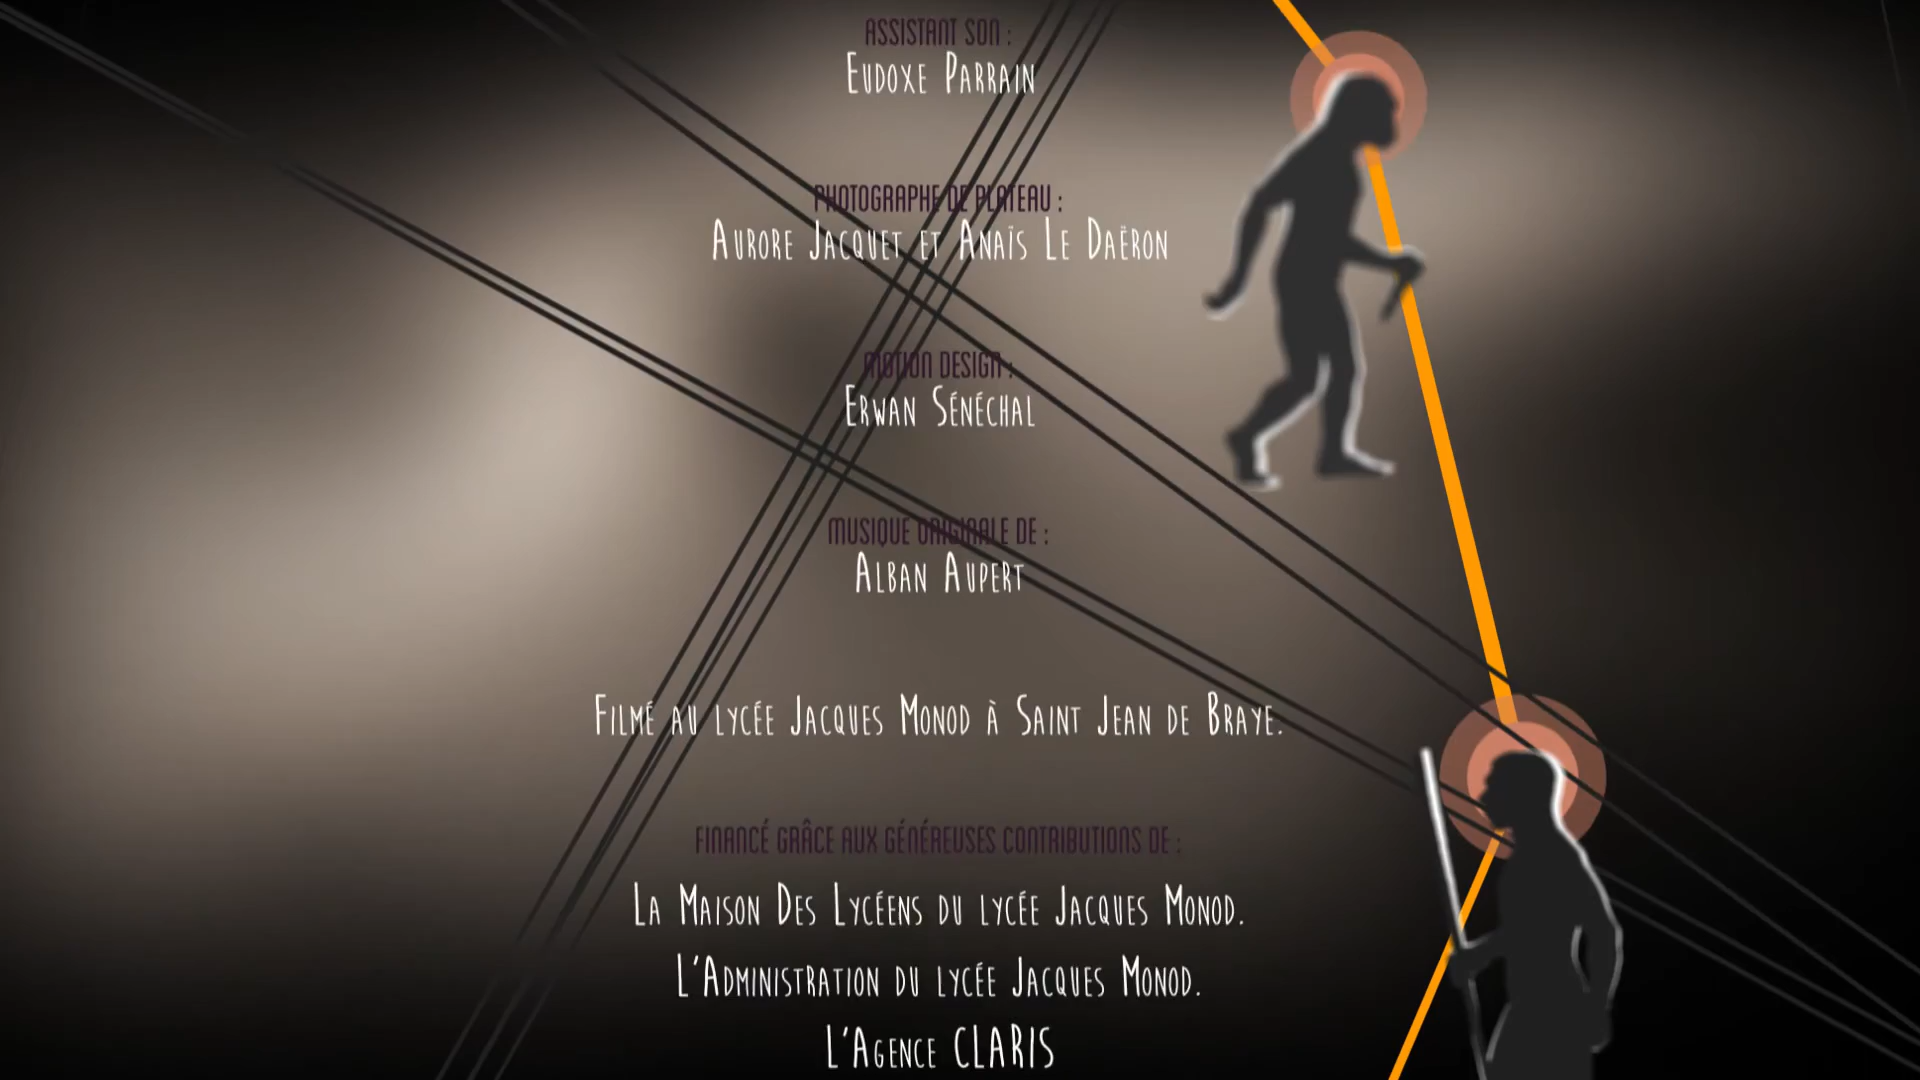 ASSISTANT SON :
EUDOXE PARRAIN
PHOTOGRAPHE DE PLATEAU :
AURORE JACQUET ET ANAÏS LE DAËRON
MOTION DESIGN :
ERWAN SÉNÉCHAL
MUSIQUE ORIGINALE DE :
ALBAN AUPERT
FILMÉ AU LYCÉE JACQUES MONOD À SAINT JEAN DE BRAYE.
FINANCÉ GRÂCE AUX GÉNÉREUSES CONTRIBUTIONS DE :
LA MAISON DES LYCÉENS DU LYCÉE JACQUES MONOD.
L'ADMINISTRATION DU LYCÉE JACQUES MONOD.
L'AGENCE CLARIS